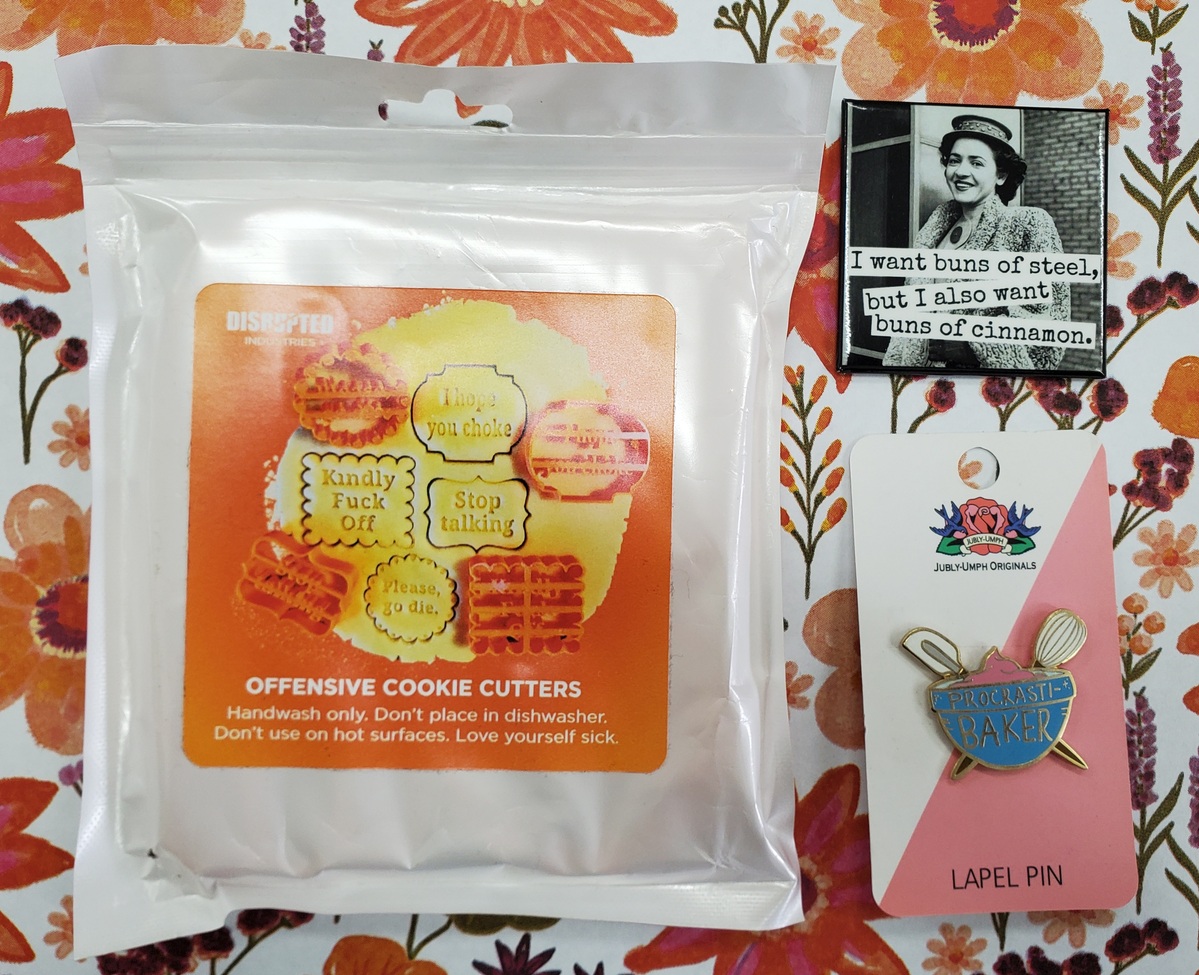 DISRUPTED
INDUSTRIES
I hope
you choke
Kindly
Fuck
Off
Stop
talking
Please,
go die.
OFFENSIVE COOKIE CUTTERS
Handwash only. Don't place in dishwasher.
Don't use on hot surfaces. Love yourself sick.
I want buns of steel,
but I also want
buns of cinnamon.
JUBLY-UMPH
JUBLY-UMPH ORIGINALS
PROCRASTI-
BAKER
LAPEL PIN